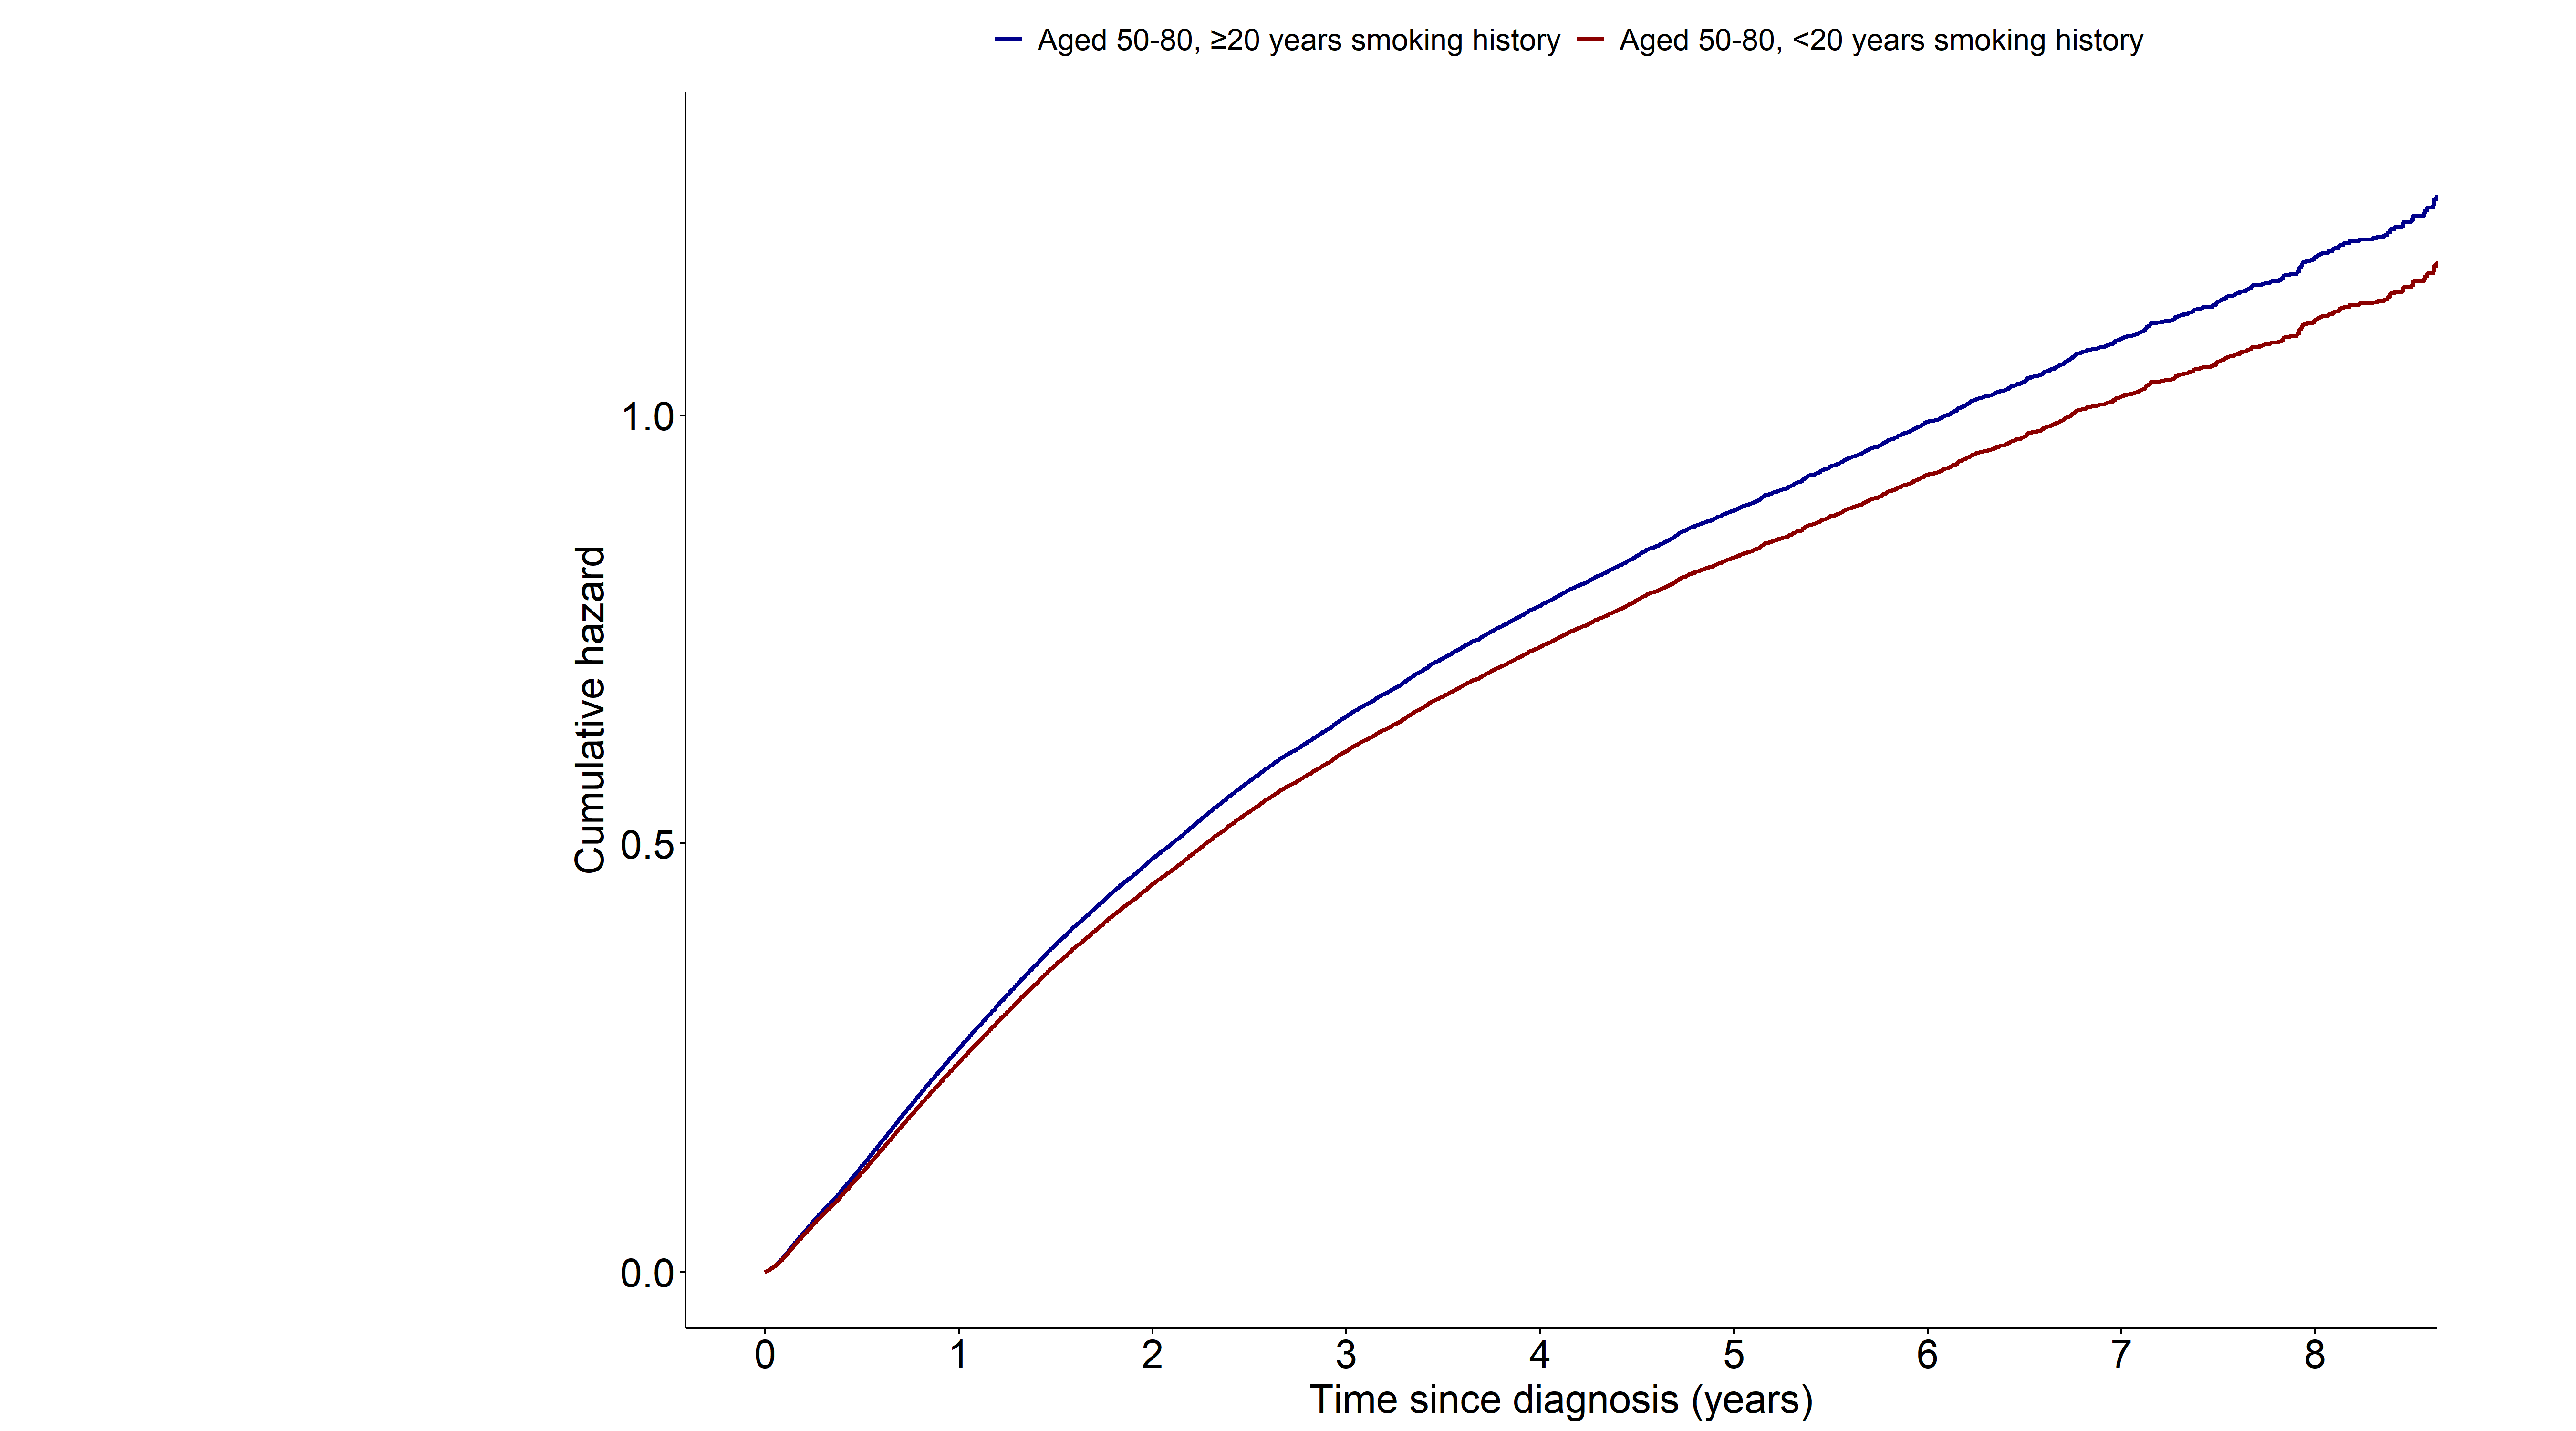 Aged 50-80, ≥20 years smoking history Aged 50-80, <20 years smoking history
Cumulative hazard
1.0
0.5
0.0
0 1 2 3 4 5 6 7 8
Time since diagnosis (years)